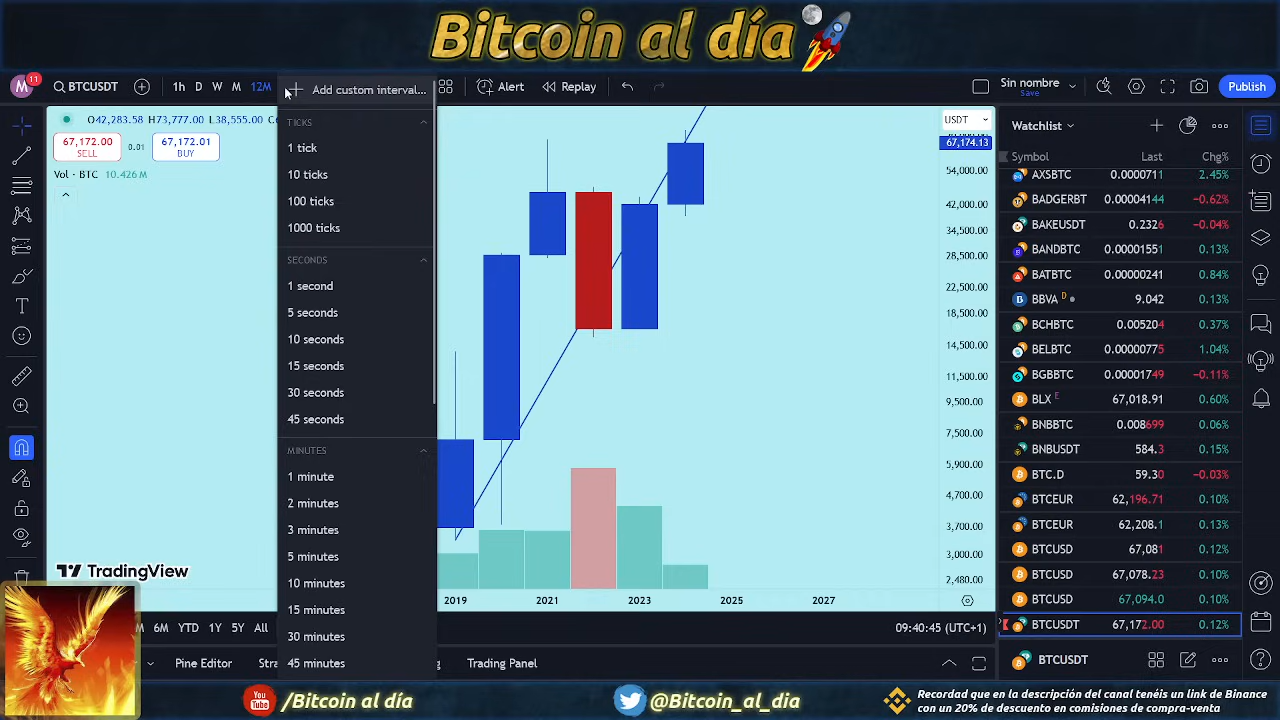 Bitcoin al día
M 11 BTCUSDT 1h D W M 12M
Alert Replay
Sin nombre
Save
Publish
Add custom interval...
TICKS
1 tick
10 ticks
100 ticks
1000 ticks
SECONDS
1 second
5 seconds
10 seconds
15 seconds
30 seconds
45 seconds
MINUTES
1 minute
2 minutes
3 minutes
5 minutes
10 minutes
15 minutes
30 minutes
45 minutes
O42,283.58 H73,777.00 L38,555.00
67,172.00
SELL
0.01
67,172.01
BUY
Vol · BTC 10.426 M
USDT
67,174.13
54,000.00
42,000.00
34,500.00
28,500.00
22,500.00
18,500.00
14,500.00
11,500.00
9,500.00
7,500.00
5,900.00
4,700.00
3,700.00
3,000.00
2,480.00
TradingView
2019 2021 2023 2025 2027
6M YTD 1Y 5Y All
09:40:45 (UTC+1)
Pine Editor
Trading Panel
Watchlist
Symbol Last Chg%
AXSBTC 0.0000711 2.45%
BADGERBT 0.00004144 −0.62%
BAKEUSDT 0.2326 −0.04%
BANDBTC 0.00001551 0.13%
BATBTC 0.00000241 0.84%
BBVA D 9.042 0.13%
BCHBTC 0.005204 0.37%
BELBTC 0.00000775 1.04%
BGBBTC 0.00001749 −0.11%
BLX E 67,018.91 0.60%
BNBBTC 0.008699 0.06%
BNBUSDT 584.3 0.15%
BTC.D 59.30 −0.03%
BTCEUR 62,196.71 0.10%
BTCEUR 62,208.1 0.13%
BTCUSD 67,081 0.12%
BTCUSD 67,078.23 0.10%
BTCUSD 67,094.0 0.10%
BTCUSDT 67,172.00 0.12%
BTCUSDT
You Tube /Bitcoin al día
@Bitcoin_al_dia
Recordad que en la descripción del canal tenéis un link de Binance
con un 20% de descuento en comisiones de compra-venta